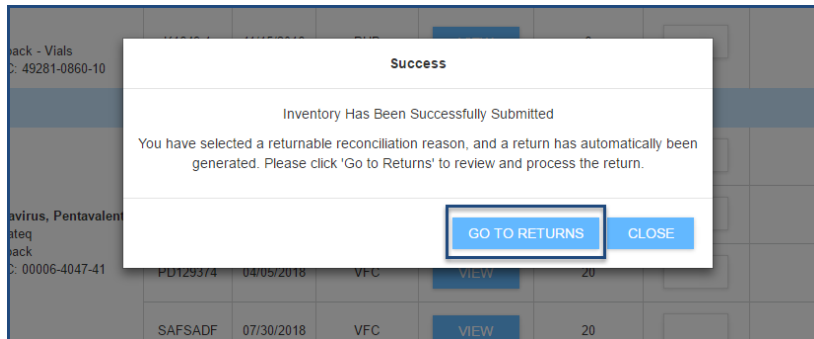 pack - Vials
C: 49281-0860-10
Success
Inventory Has Been Successfully Submitted
You have selected a returnable reconciliation reason, and a return has automatically been
generated. Please click 'Go to Returns' to review and process the return.
GO TO RETURNS CLOSE
avirus, Pentavalent
ateq
pack
C: 00006-4047-41
PD129374 04/05/2018 VFC VIEW 20
SAFSADF 07/30/2018 VFC VIEW 20